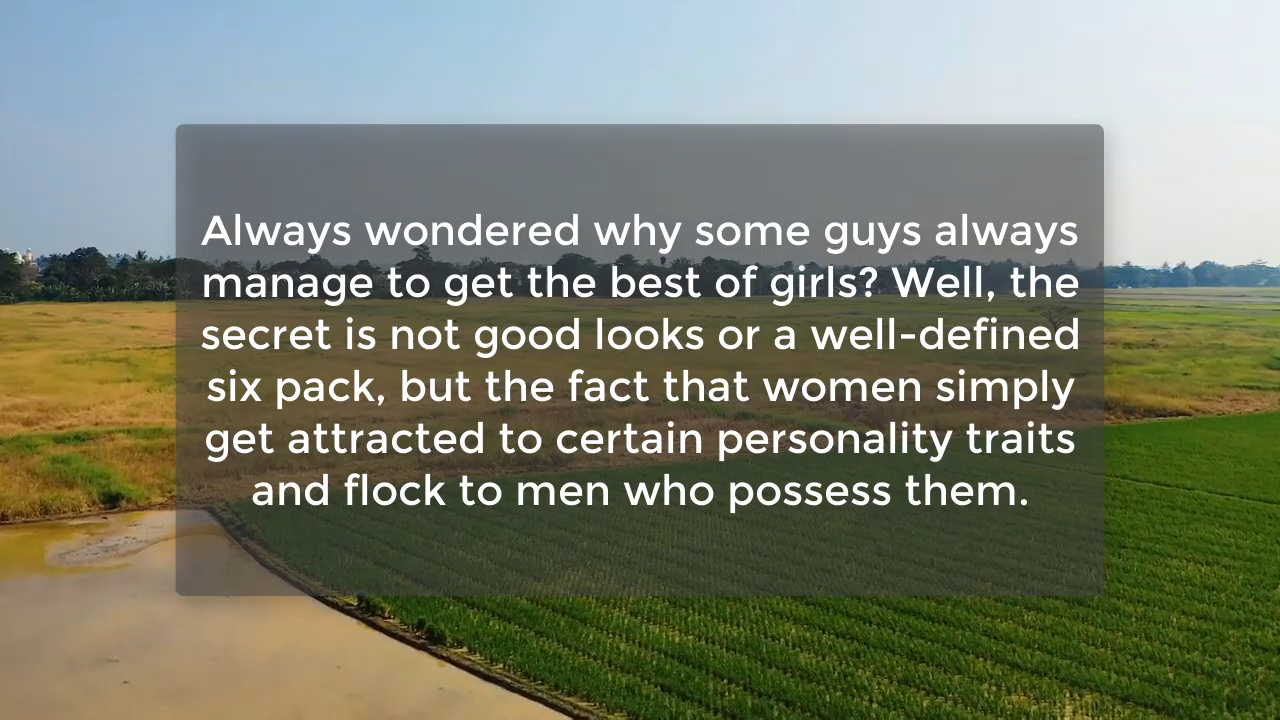 Always wondered why some guys always
manage to get the best of girls? Well, the
secret is not good looks or a well-defined
six pack, but the fact that women simply
get attracted to certain personality traits
and flock to men who possess them.